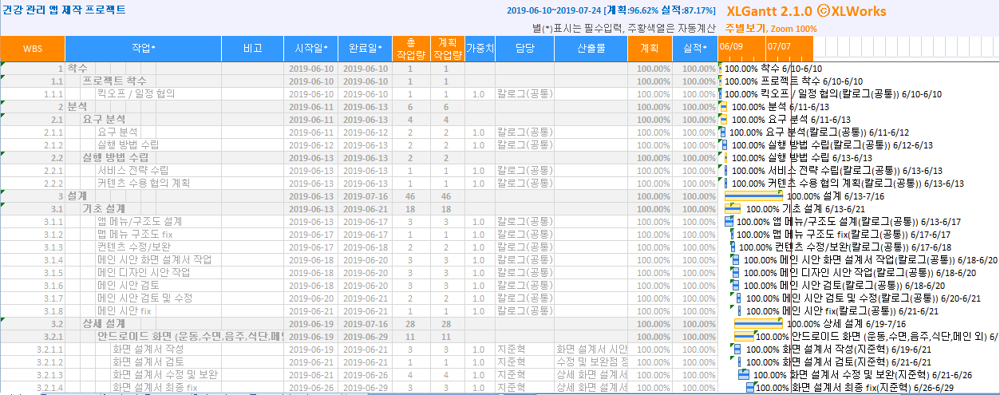 건강 관리 앱 제작 프로젝트 2019-06-10~2019-07-24 [계획:96.62% 실적:87.17%] XLGantt 2.1.0 ©XLWorks
별(*)표시는 필수입력, 주황색열은 자동계산 주별보기, Zoom 100%
WBS 작업* 비고 시작일* 완료일* 총 작업량 계획 작업량 가중치 담당 산출물 계획 실적* 06/09 07/07
1 착수 2019-06-10 2019-06-10 1 1 100.00% 100.00% 100.00% 착수 6/10-6/10
1.1 프로젝트 착수 2019-06-10 2019-06-10 1 1 100.00% 100.00% 100.00% 프로젝트 착수 6/10-6/10
1.1.1 킥오프 / 일정 협의 2019-06-10 2019-06-10 1 1 1.0 칼로그(공통) 100.00% 100.00% 100.00% 킥오프 / 일정 협의(칼로그(공통)) 6/10-6/10
2 분석 2019-06-11 2019-06-13 6 6 100.00% 100.00% 100.00% 분석 6/11-6/13
2.1 요구 분석 2019-06-11 2019-06-13 4 4 100.00% 100.00% 100.00% 요구 분석 6/11-6/13
2.1.1 요구 분석 2019-06-11 2019-06-12 2 2 1.0 칼로그(공통) 100.00% 100.00% 100.00% 요구 분석(칼로그(공통)) 6/11-6/12
2.1.2 실행 방법 수립 2019-06-12 2019-06-13 2 2 1.0 칼로그(공통) 100.00% 100.00% 100.00% 실행 방법 수립(칼로그(공통)) 6/12-6/13
2.2 실행 방법 수립 2019-06-13 2019-06-13 2 2 100.00% 100.00% 100.00% 실행 방법 수립 6/13-6/13
2.2.1 서비스 전략 수립 2019-06-13 2019-06-13 1 1 1.0 칼로그(공통) 100.00% 100.00% 100.00% 서비스 전략 수립(칼로그(공통)) 6/13-6/13
2.2.2 커텐츠 수용 협의 계획 2019-06-13 2019-06-13 1 1 1.0 칼로그(공통) 100.00% 100.00% 100.00% 커텐츠 수용 협의 계획(칼로그(공통)) 6/13-6/13
3 설계 2019-06-13 2019-07-16 46 46 100.00% 100.00% 100.00% 설계 6/13-7/16
3.1 기초 설계 2019-06-13 2019-06-21 18 18 100.00% 100.00% 100.00% 기초 설계 6/13-6/21
3.1.1 앱 메뉴/구조도 설계 2019-06-13 2019-06-17 3 3 1.0 칼로그(공통) 100.00% 100.00% 100.00% 앱 메뉴/구조도 설계(칼로그(공통)) 6/13-6/17
3.1.2 맵 메뉴 구조도 fix 2019-06-17 2019-06-17 1 1 1.0 칼로그(공통) 100.00% 100.00% 100.00% 맵 메뉴 구조도 fix(칼로그(공통)) 6/17-6/17
3.1.3 컨텐츠 수정/보완 2019-06-17 2019-06-18 2 2 1.0 칼로그(공통) 100.00% 100.00% 100.00% 컨텐츠 수정/보완(칼로그(공통)) 6/17-6/18
3.1.4 메인 시안 화면 설계서 작업 2019-06-18 2019-06-20 3 3 1.0 칼로그(공통) 100.00% 100.00% 100.00% 메인 시안 화면 설계서 작업(칼로그(공통)) 6/18-6/20
3.1.5 메인 디자인 시안 작업 2019-06-18 2019-06-20 3 3 1.0 칼로그(공통) 100.00% 100.00% 100.00% 메인 디자인 시안 작업(칼로그(공통)) 6/18-6/20
3.1.6 메인 시안 검토 2019-06-18 2019-06-20 3 3 1.0 칼로그(공통) 100.00% 100.00% 100.00% 메인 시안 검토(칼로그(공통)) 6/18-6/20
3.1.7 메인 시안 검토 및 수정 2019-06-20 2019-06-21 2 2 1.0 칼로그(공통) 100.00% 100.00% 100.00% 메인 시안 검토 및 수정(칼로그(공통)) 6/20-6/21
3.1.8 메인 시안 fix 2019-06-21 2019-06-21 1 1 1.0 칼로그(공통) 100.00% 100.00% 100.00% 메인 시안 fix(칼로그(공통)) 6/21-6/21
3.2 상세 설계 2019-06-19 2019-07-16 28 28 100.00% 100.00% 100.00% 상세 설계 6/19-7/16
3.2.1 안드로이드 화면 (운동,수면,음주,식단,메인 2019-06-19 2019-06-29 11 11 100.00% 100.00% 100.00% 안드로이드 화면 (운동,수면,음주,식단,메인 외) 6/
3.2.1.1 화면 설계서 작성 2019-06-19 2019-06-21 3 3 1.0 지준혁 화면 설계서 시안 100.00% 100.00% 100.00% 화면 설계서 작성(지준혁) 6/19-6/21
3.2.1.2 화면 설계서 검토 2019-06-21 2019-06-21 1 1 1.0 지준혁 수정 및 보완점 정 100.00% 100.00% 100.00% 화면 설계서 검토(지준혁) 6/21-6/21
3.2.1.3 화면 설계서 수정 및 보완 2019-06-21 2019-06-26 4 4 1.0 지준혁 상세 화면 설계서 100.00% 100.00% 100.00% 화면 설계서 수정 및 보완(지준혁) 6/21-6/26
3.2.1.4 화면 설계서 최종 fix 2019-06-26 2019-06-29 3 3 1.0 지준혁 상세 화면 설계서 100.00% 100.00% 100.00% 화면 설계서 최종 fix(지준혁) 6/26-6/29